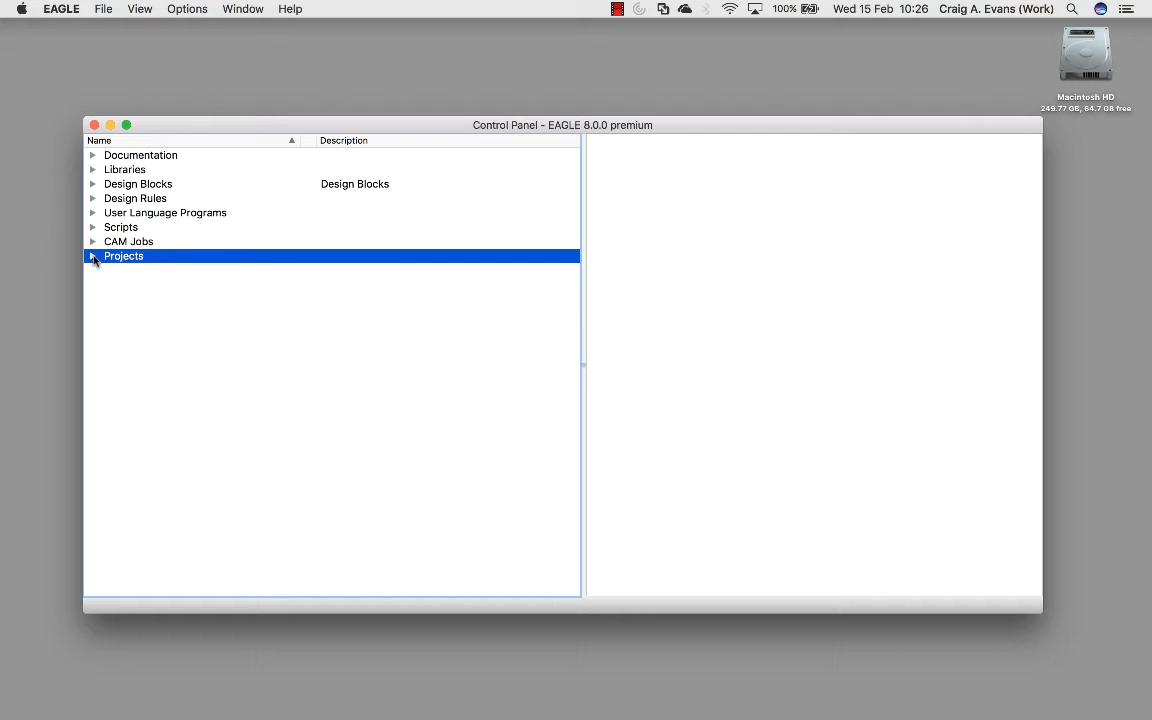 EAGLE File View Options Window Help 100% Wed 15 Feb 10:26 Craig A. Evans (Work)
Macintosh HD
249.77 GB, 64.7 GB free
Control Panel - EAGLE 8.0.0 premium
Name Description
Documentation
Libraries
Design Blocks Design Blocks
Design Rules
User Language Programs
Scripts
CAM Jobs
Projects